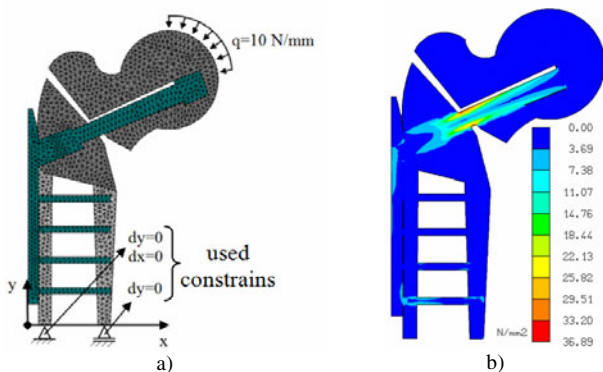 q=10 N/mm
dy=0
dx=0
dy=0
used
constrains
y
x
a)
0.00
3.69
7.38
11.07
14.76
18.44
22.13
25.82
29.51
33.20
36.89
N/mm2
b)